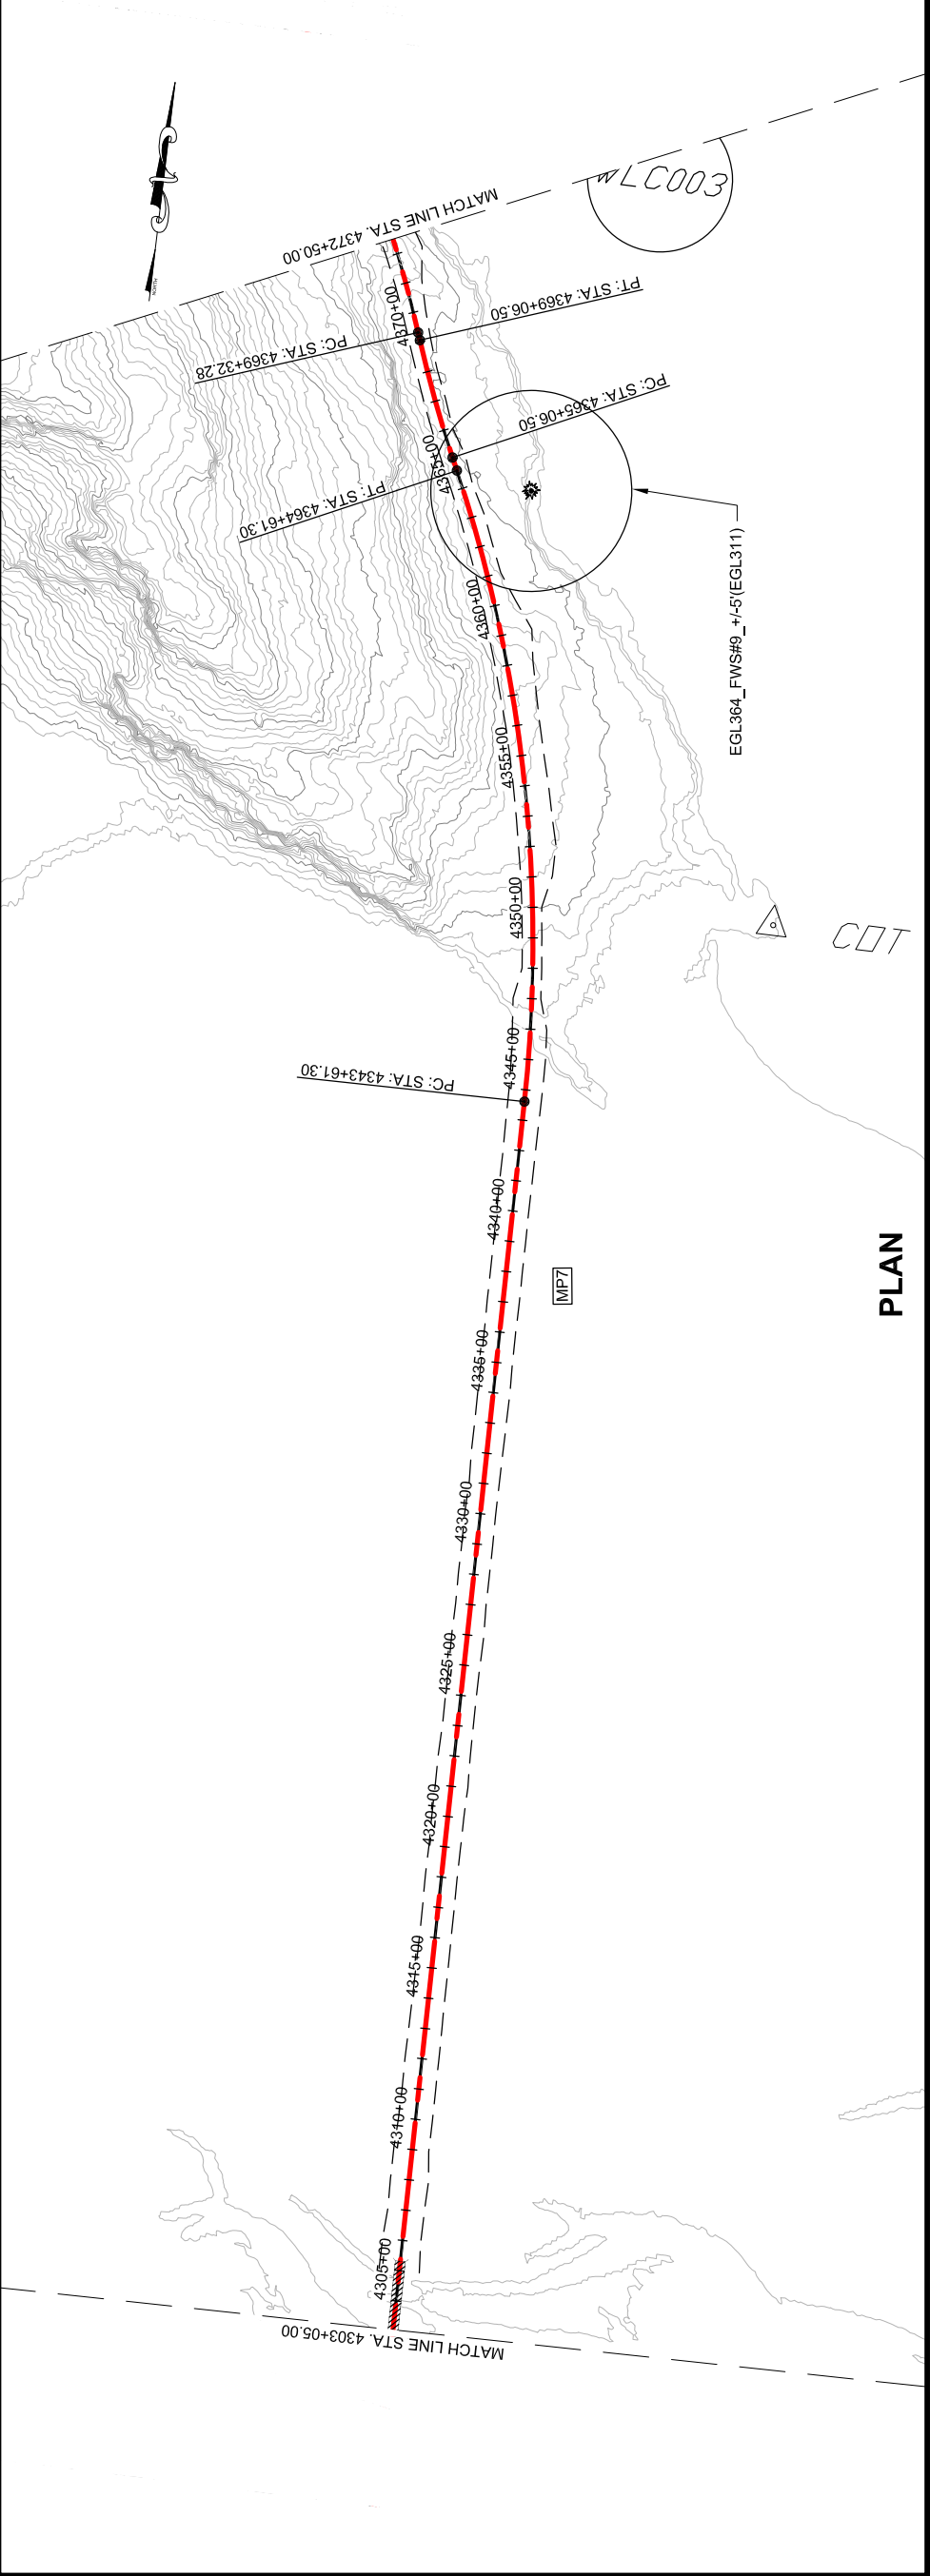 NORTH
MATCH LINE STA. 4372+50.00
WLC003
4370+00
PT: STA: 4369+06.50
PC: STA: 4369+32.28
PC: STA: 4365+06.50
4365+00
PT: STA: 4364+61.30
EGL364_FWS#9_+/-5'(EGL311)
4360+00
4355+00
4350+00
COT
4345+00
PC: STA: 4343+61.30
4340+00
MP7
PLAN
4335+00
4330+00
4325+00
4320+00
4315+00
4310+00
4305+00
MATCH LINE STA. 4303+05.00